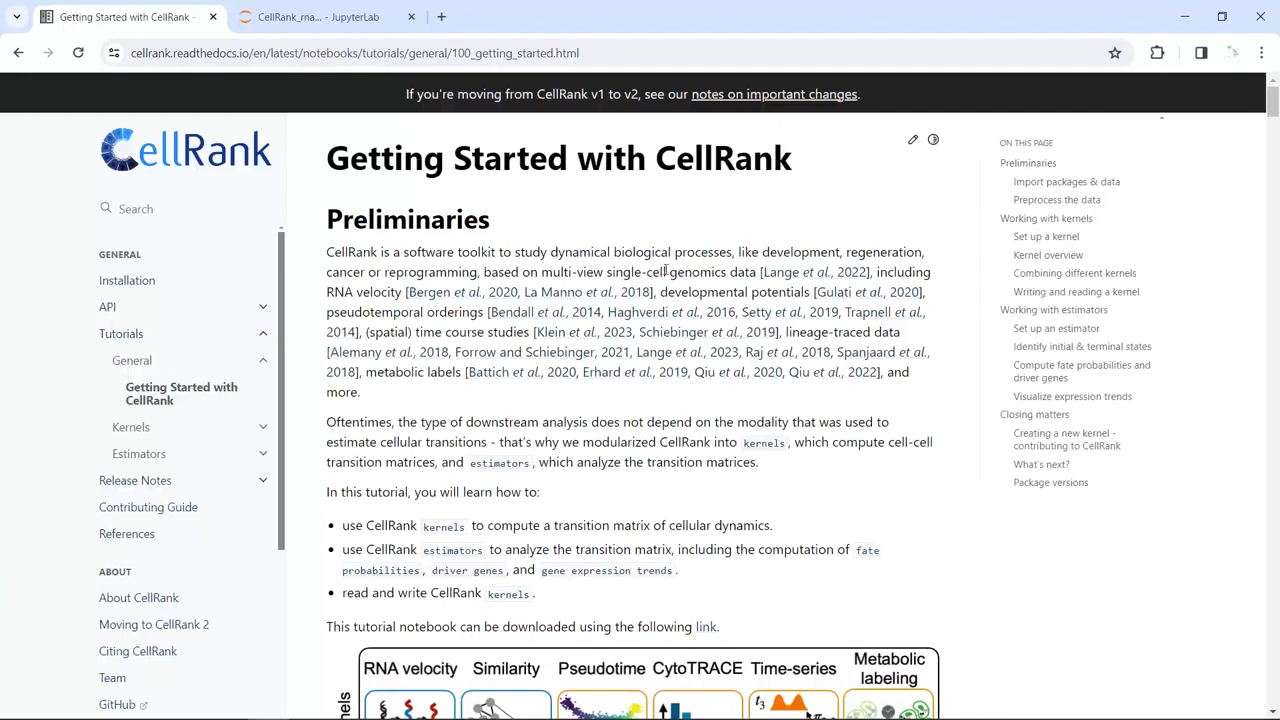 Getting Started with CellRank -
CellRank_rna... - JupyterLab
cellrank.readthedocs.io/en/latest/notebooks/tutorials/general/100_getting_started.html
If you're moving from CellRank v1 to v2, see our notes on important changes.
CellRank
Search
GENERAL
Installation
API
Tutorials
General
Getting Started with
CellRank
Kernels
Estimators
Release Notes
Contributing Guide
References
ABOUT
About CellRank
Moving to CellRank 2
Citing CellRank
Team
GitHub
Getting Started with CellRank
Preliminaries
CellRank is a software toolkit to study dynamical biological processes, like development, regeneration,
cancer or reprogramming, based on multi-view single-cell genomics data [Lange et al., 2022], including
RNA velocity [Bergen et al., 2020, La Manno et al., 2018], developmental potentials [Gulati et al., 2020],
pseudotemporal orderings [Bendall et al., 2014, Haghverdi et al., 2016, Setty et al., 2019, Trapnell et al.,
2014], (spatial) time course studies [Klein et al., 2023, Schiebinger et al., 2019], lineage-traced data
[Alemany et al., 2018, Forrow and Schiebinger, 2021, Lange et al., 2023, Raj et al., 2018, Spanjaard et al.,
2018], metabolic labels [Battich et al., 2020, Erhard et al., 2019, Qiu et al., 2020, Qiu et al., 2022], and
more.
Oftentimes, the type of downstream analysis does not depend on the modality that was used to
estimate cellular transitions - that's why we modularized CellRank into kernels, which compute cell-cell
transition matrices, and estimators, which analyze the transition matrices.
In this tutorial, you will learn how to:
• use CellRank kernels to compute a transition matrix of cellular dynamics.
• use CellRank estimators to analyze the transition matrix, including the computation of fate
probabilities, driver genes, and gene expression trends.
• read and write CellRank kernels.
This tutorial notebook can be downloaded using the following link.
RNA velocity Similarity Pseudotime CytoTRACE Time-series Metabolic
labeling
t3
ON THIS PAGE
Preliminaries
Import packages & data
Preprocess the data
Working with kernels
Set up a kernel
Kernel overview
Combining different kernels
Writing and reading a kernel
Working with estimators
Set up an estimator
Identify initial & terminal states
Compute fate probabilities and
driver genes
Visualize expression trends
Closing matters
Creating a new kernel -
contributing to CellRank
What's next?
Package versions